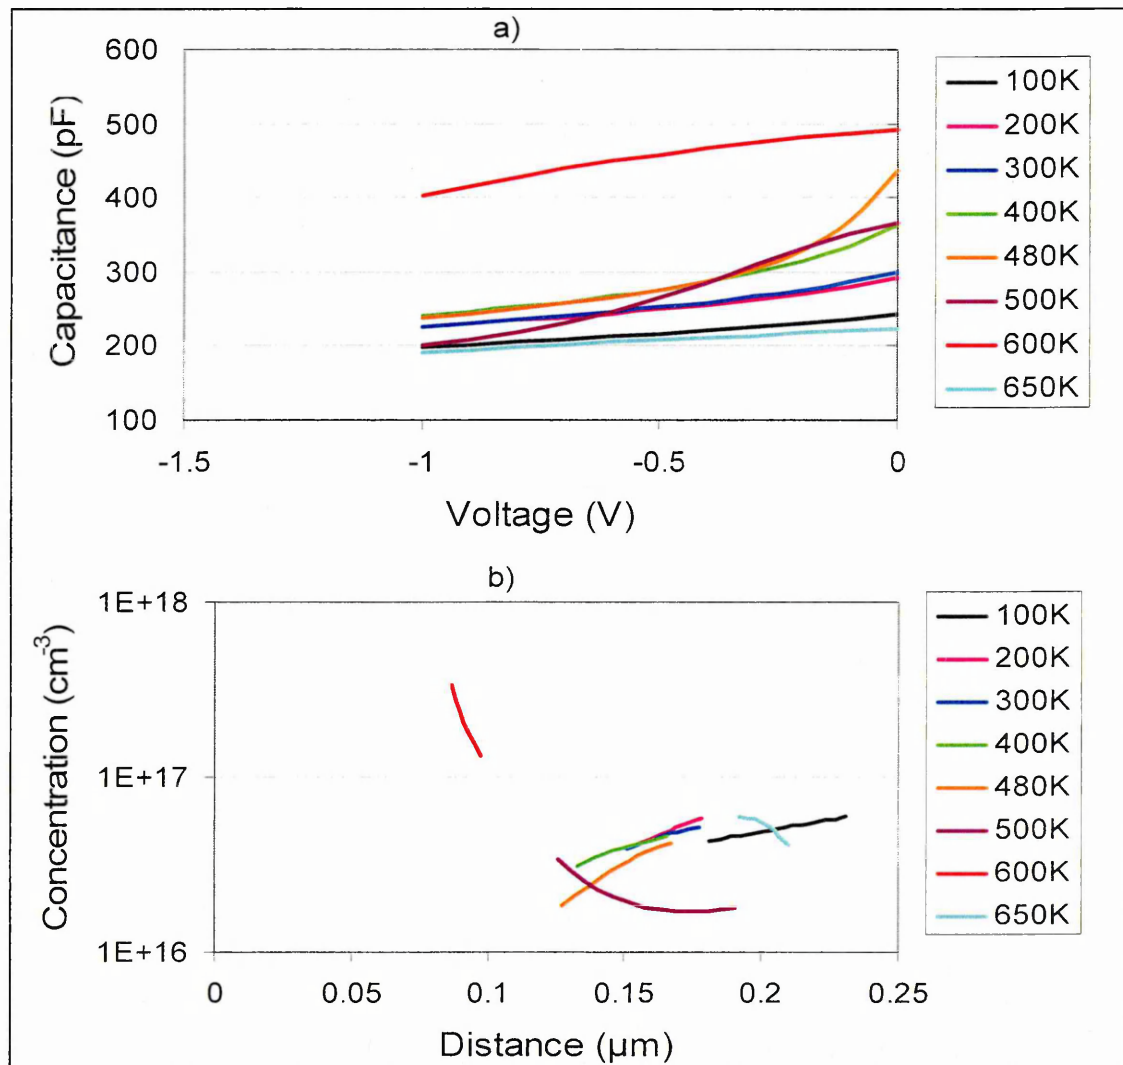 a)
600
500
400
300
200
100
Capacitance (pF)
-1.5
-1
-0.5
0
Voltage (V)
100K
200K
300K
400K
480K
500K
600K
650K
b)
1E+18
1E+17
1E+16
Concentration (cm-3)
0
0.05
0.1
0.15
0.2
0.25
Distance (µm)
100K
200K
300K
400K
480K
500K
600K
650K